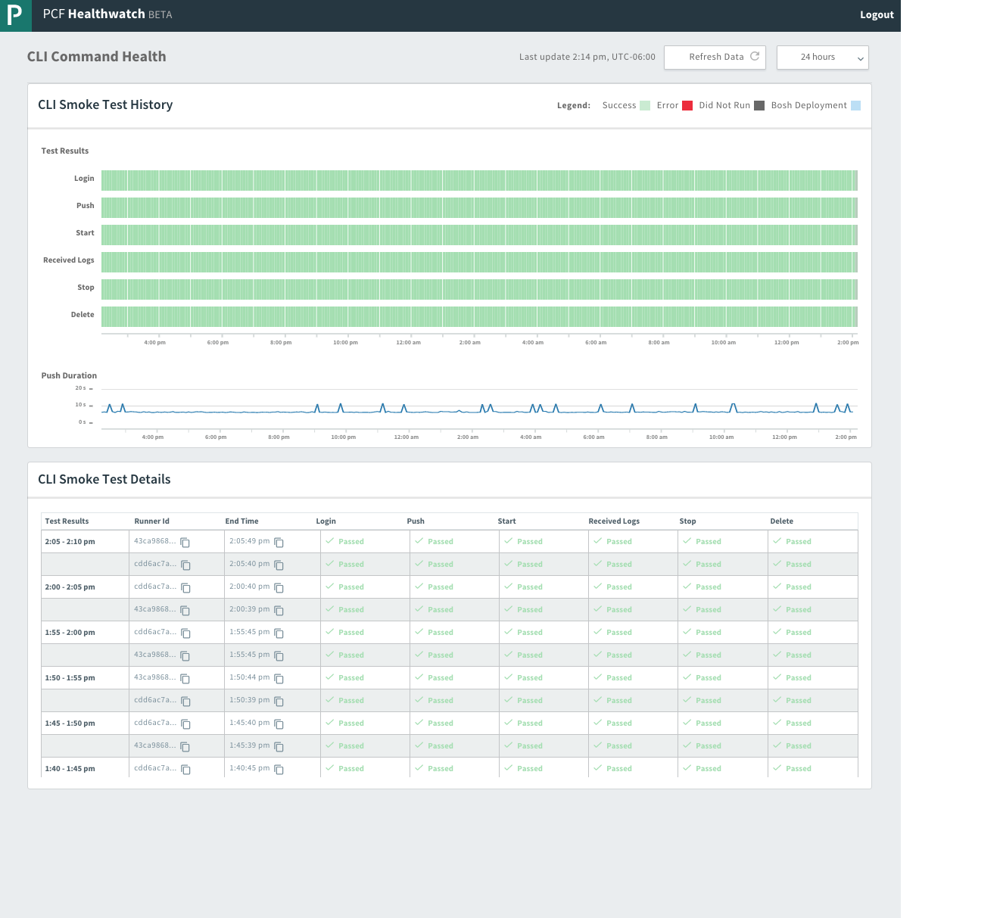 P PCF Healthwatch BETA Logout
CLI Command Health Last update 2:14 pm, UTC-06:00 Refresh Data 24 hours
CLI Smoke Test History Legend: Success Error Did Not Run Bosh Deployment
Test Results
Login
Push
Start
Received Logs
Stop
Delete
4:00 pm 6:00 pm 8:00 pm 10:00 pm 12:00 am 2:00 am 4:00 am 6:00 am 8:00 am 10:00 am 12:00 pm 2:00 pm
Push Duration
20 s
10 s
0 s
4:00 pm 6:00 pm 8:00 pm 10:00 pm 12:00 am 2:00 am 4:00 am 6:00 am 8:00 am 10:00 am 12:00 pm 2:00 pm
CLI Smoke Test Details
Test Results Runner Id End Time Login Push Start Received Logs Stop Delete
2:05 - 2:10 pm 43ca9868... 2:05:49 pm Passed Passed Passed Passed Passed Passed
cdd6ac7a... 2:05:40 pm Passed Passed Passed Passed Passed Passed
2:00 - 2:05 pm cdd6ac7a... 2:00:40 pm Passed Passed Passed Passed Passed Passed
43ca9868... 2:00:39 pm Passed Passed Passed Passed Passed Passed
1:55 - 2:00 pm cdd6ac7a... 1:55:45 pm Passed Passed Passed Passed Passed Passed
43ca9868... 1:55:45 pm Passed Passed Passed Passed Passed Passed
1:50 - 1:55 pm 43ca9868... 1:50:44 pm Passed Passed Passed Passed Passed Passed
cdd6ac7a... 1:50:39 pm Passed Passed Passed Passed Passed Passed
1:45 - 1:50 pm cdd6ac7a... 1:45:40 pm Passed Passed Passed Passed Passed Passed
43ca9868... 1:45:39 pm Passed Passed Passed Passed Passed Passed
1:40 - 1:45 pm cdd6ac7a... 1:40:45 pm Passed Passed Passed Passed Passed Passed